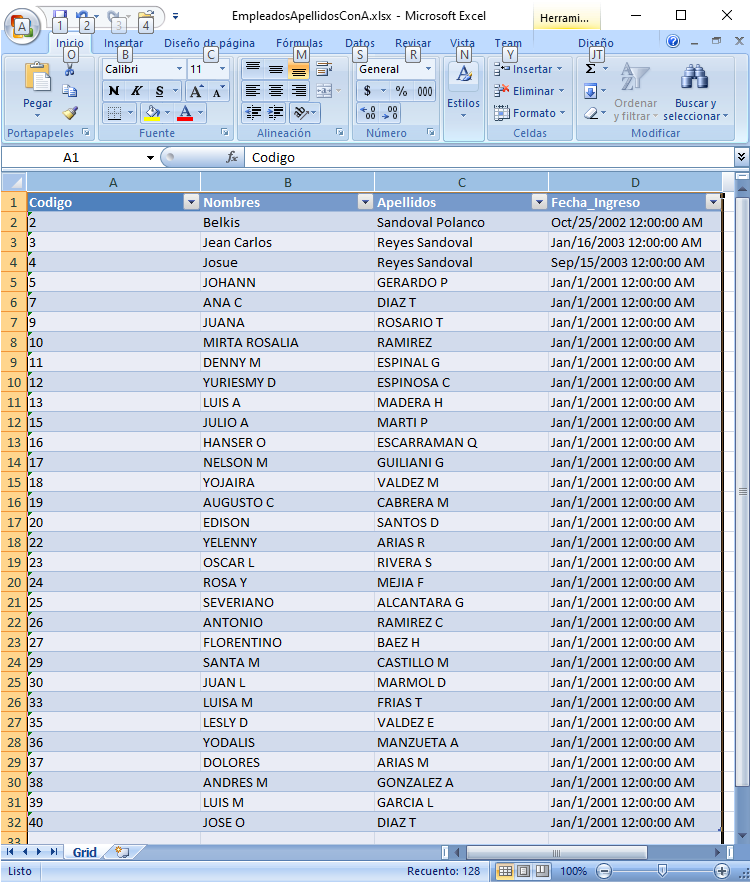 EmpleadosApellidosConA.xlsx - Microsoft Excel Herrami...
1 2 3 4
A
Inicio Insertar Diseño de página Fórmulas Datos Revisar Vista Team Diseño
O B C M S R N Y JT
Pegar
Calibri 11
N K S A A
General
$ % 000
Estilos
Insertar
Eliminar
Formato
Σ
Ordenar y filtrar
Buscar y seleccionar
Portapapeles Fuente Alineación Número Celdas Modificar
A1 fx Codigo
A B C D
1 Codigo Nombres Apellidos Fecha_Ingreso
2 2 Belkis Sandoval Polanco Oct/25/2002 12:00:00 AM
3 3 Jean Carlos Reyes Sandoval Jan/16/2003 12:00:00 AM
4 4 Josue Reyes Sandoval Sep/15/2003 12:00:00 AM
5 5 JOHANN GERARDO P Jan/1/2001 12:00:00 AM
6 7 ANA C DIAZ T Jan/1/2001 12:00:00 AM
7 9 JUANA ROSARIO T Jan/1/2001 12:00:00 AM
8 10 MIRTA ROSALIA RAMIREZ Jan/1/2001 12:00:00 AM
9 11 DENNY M ESPINAL G Jan/1/2001 12:00:00 AM
10 12 YURIESMY D ESPINOSA C Jan/1/2001 12:00:00 AM
11 13 LUIS A MADERA H Jan/1/2001 12:00:00 AM
12 15 JULIO A MARTI P Jan/1/2001 12:00:00 AM
13 16 HANSER O ESCARRAMAN Q Jan/1/2001 12:00:00 AM
14 17 NELSON M GUILIANI G Jan/1/2001 12:00:00 AM
15 18 YOJAIRA VALDEZ M Jan/1/2001 12:00:00 AM
16 19 AUGUSTO C CABRERA M Jan/1/2001 12:00:00 AM
17 20 EDISON SANTOS D Jan/1/2001 12:00:00 AM
18 22 YELENNY ARIAS R Jan/1/2001 12:00:00 AM
19 23 OSCAR L RIVERA S Jan/1/2001 12:00:00 AM
20 24 ROSA Y MEJIA F Jan/1/2001 12:00:00 AM
21 25 SEVERIANO ALCANTARA G Jan/1/2001 12:00:00 AM
22 26 ANTONIO RAMIREZ C Jan/1/2001 12:00:00 AM
23 27 FLORENTINO BAEZ H Jan/1/2001 12:00:00 AM
24 29 SANTA M CASTILLO M Jan/1/2001 12:00:00 AM
25 30 JUAN L MARMOL D Jan/1/2001 12:00:00 AM
26 33 LUISA M FRIAS T Jan/1/2001 12:00:00 AM
27 35 LESLY D VALDEZ E Jan/1/2001 12:00:00 AM
28 36 YODALIS MANZUETA A Jan/1/2001 12:00:00 AM
29 37 DOLORES ARIAS M Jan/1/2001 12:00:00 AM
30 38 ANDRES M GONZALEZ A Jan/1/2001 12:00:00 AM
31 39 LUIS M GARCIA L Jan/1/2001 12:00:00 AM
32 40 JOSE O DIAZ T Jan/1/2001 12:00:00 AM
33
Grid
Listo Recuento: 128 100%